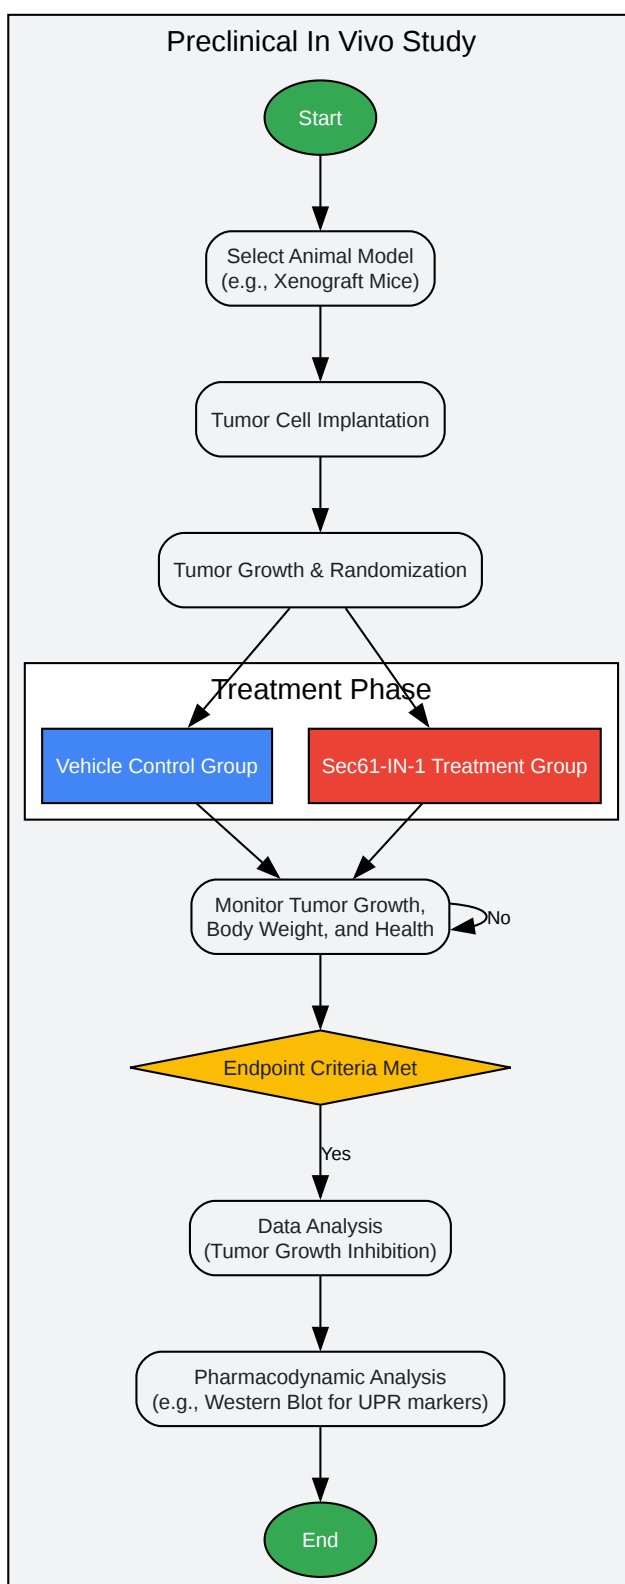 Preclinical In Vivo Study
Start
Select Animal Model
(e.g., Xenograft Mice)
Tumor Cell Implantation
Tumor Growth & Randomization
Treatment Phase
Vehicle Control Group
Sec61-IN-1 Treatment Group
Monitor Tumor Growth,
Body Weight, and Health
No
Endpoint Criteria Met
Yes
Data Analysis
(Tumor Growth Inhibition)
Pharmacodynamic Analysis
(e.g., Western Blot for UPR markers)
End